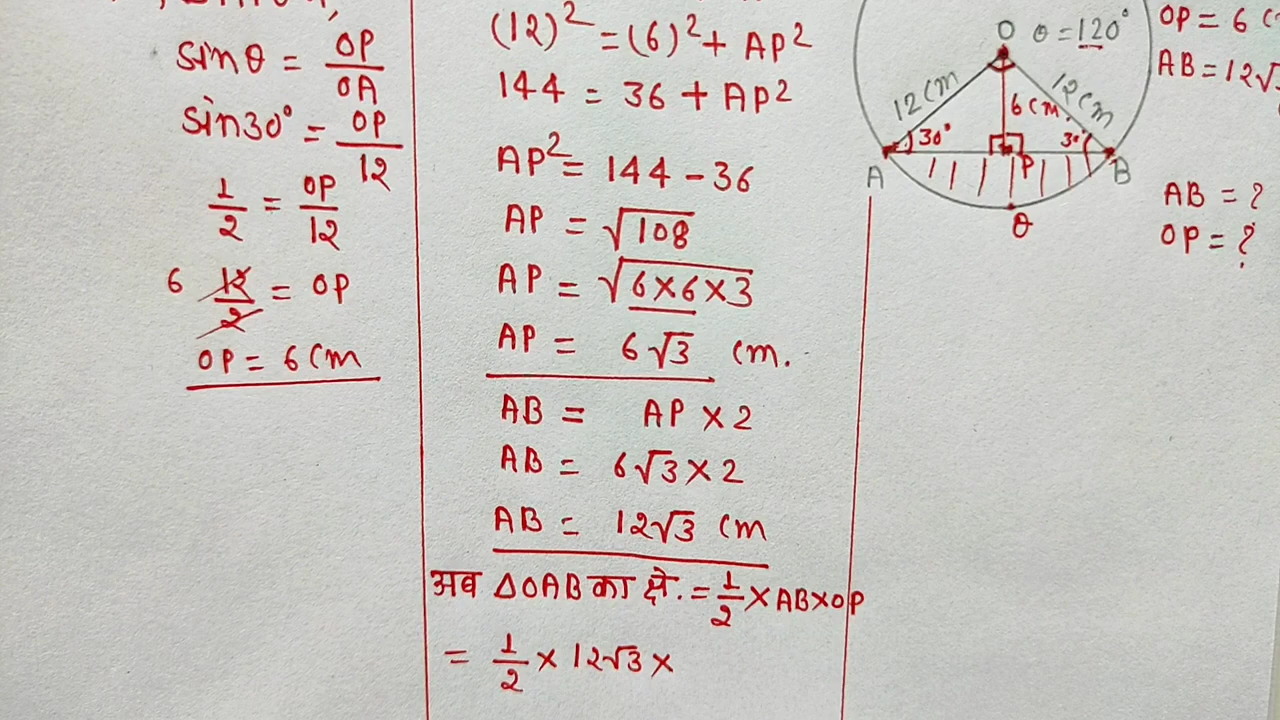 sinθ = OP/OA
sin30° = OP/12
1/2 = OP/12
6 12/2 = OP
OP = 6 Cm
(12)² = (6)² + AP²
144 = 36 + AP²
AP² = 144 - 36
AP = √108
AP = √6×6×3
AP = 6√3 Cm.
AB = AP × 2
AB = 6√3 × 2
AB = 12√3 Cm
अब ΔOAB का क्षे. = 1/2 × AB×OP
= 1/2 × 12√3 ×
O θ = 120°
12 Cm
12 Cm
6 Cm.
30°
30°
A
P
B
θ
OP = 6
AB = 12√
AB = ?
OP = ?